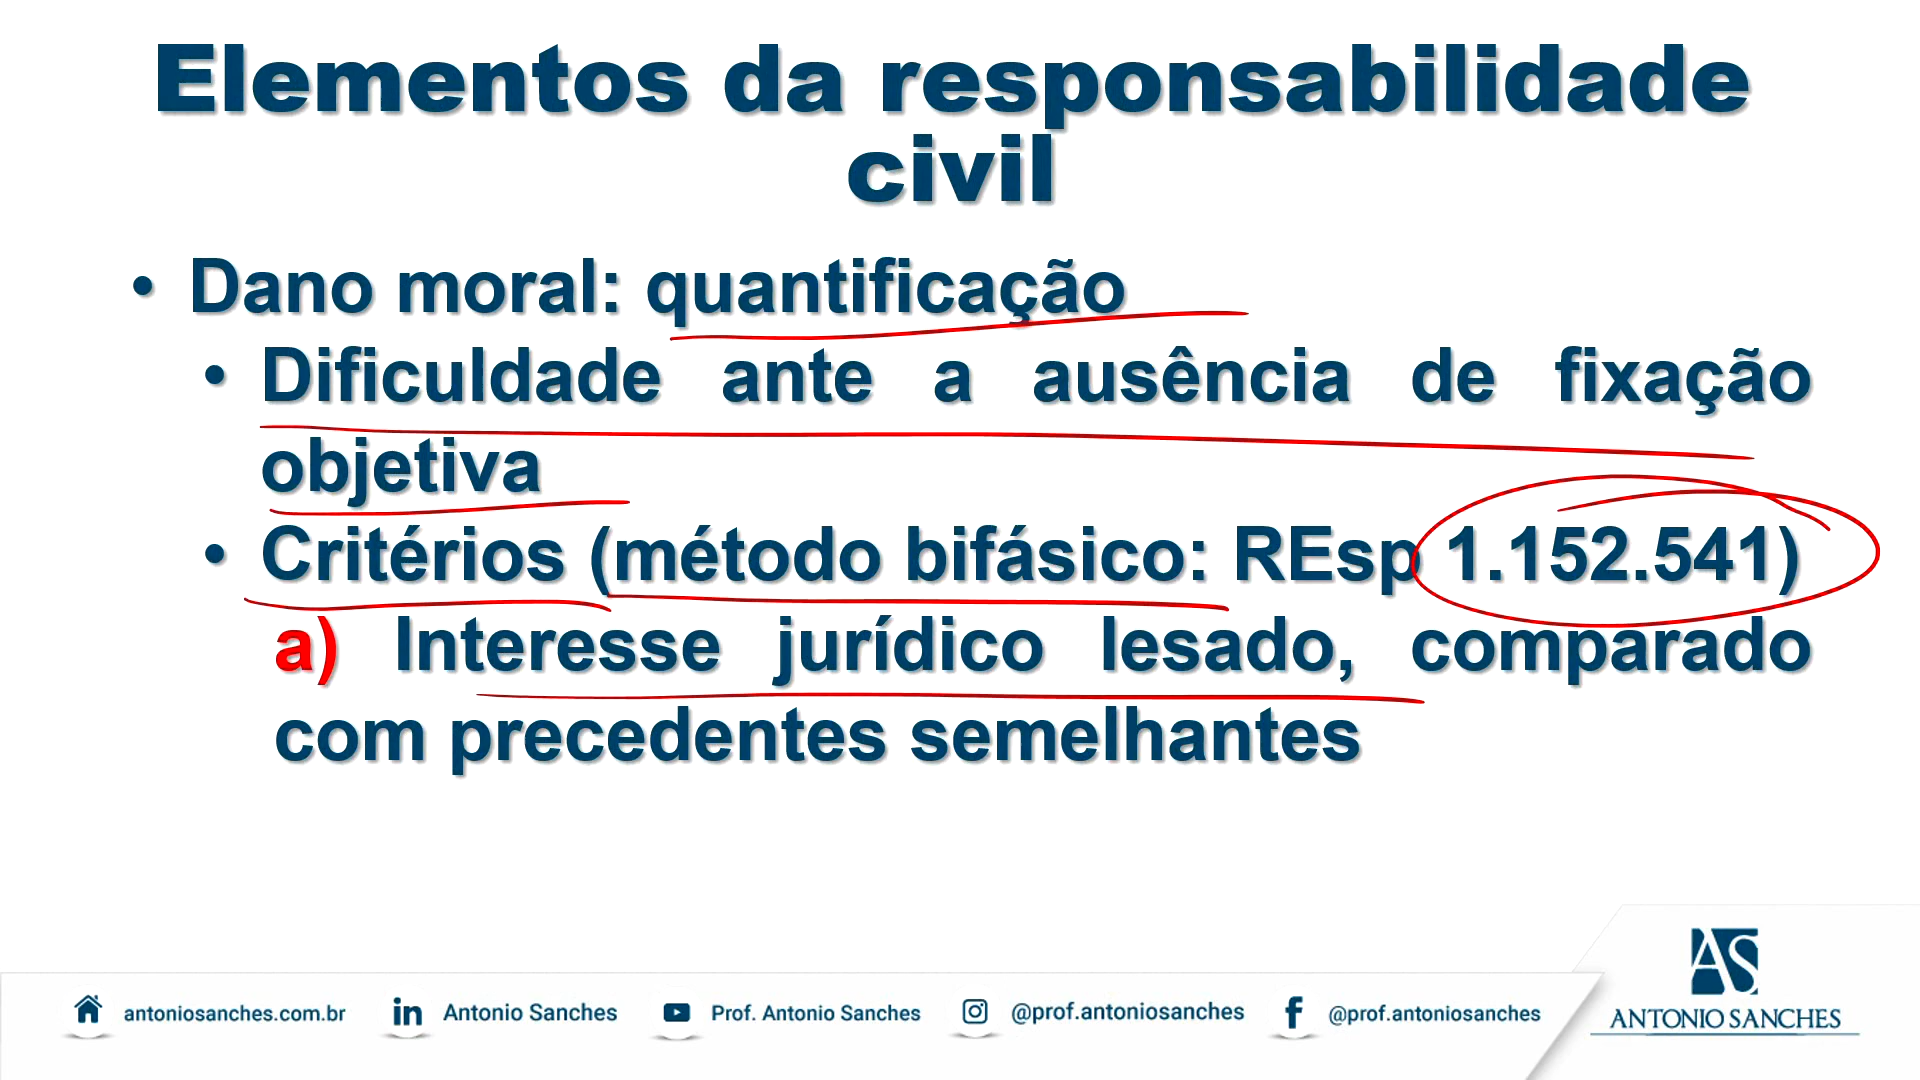 Elementos da responsabilidade
civil
• Dano moral: quantificação
• Dificuldade ante a ausência de fixação
objetiva
• Critérios (método bifásico: REsp 1.152.541)
a) Interesse jurídico lesado, comparado
com precedentes semelhantes
AS
antoniosanches.com.br in Antonio Sanches Prof. Antonio Sanches @prof.antoniosanches f @prof.antoniosanches ANTONIO SANCHES